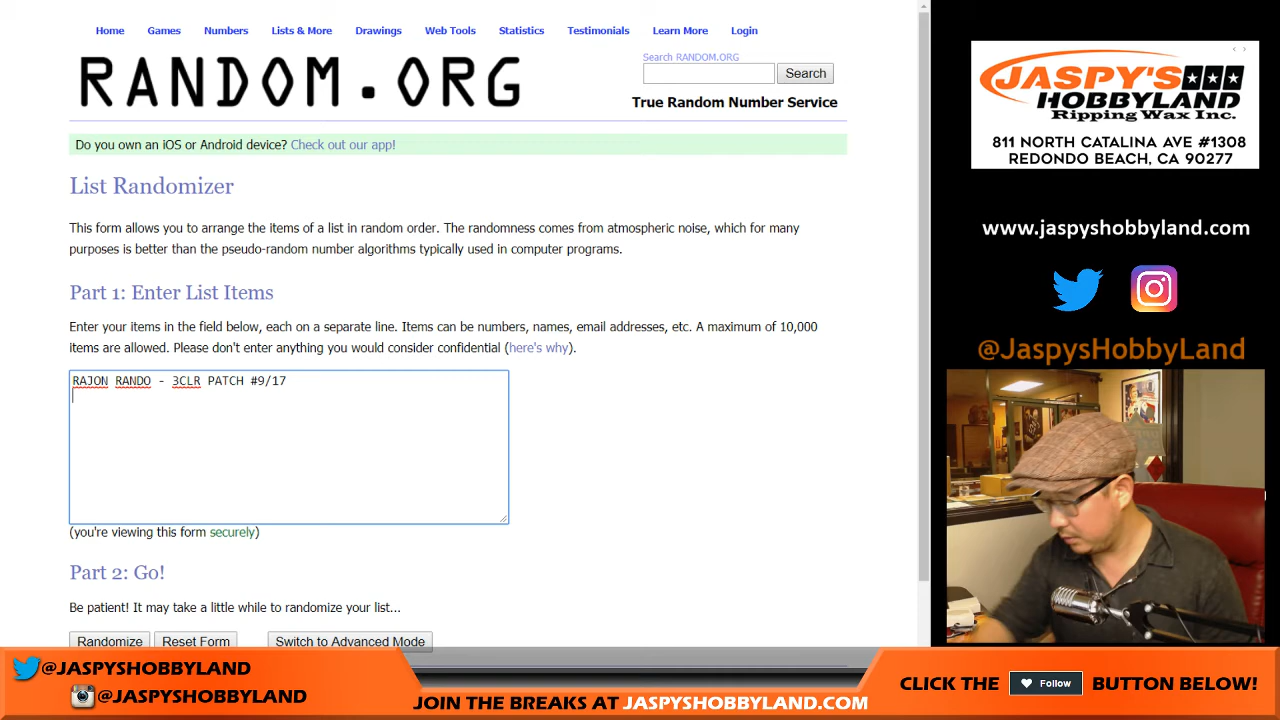 Home Games Numbers Lists & More Drawings Web Tools Statistics Testimonials Learn More Login
RANDOM.ORG
Search RANDOM.ORG
Search
True Random Number Service
Do you own an iOS or Android device? Check out our app!
List Randomizer
This form allows you to arrange the items of a list in random order. The randomness comes from atmospheric noise, which for many
purposes is better than the pseudo-random number algorithms typically used in computer programs.
Part 1: Enter List Items
Enter your items in the field below, each on a separate line. Items can be numbers, names, email addresses, etc. A maximum of 10,000
items are allowed. Please don't enter anything you would consider confidential (here's why).
RAJON RANDO - 3CLR PATCH #9/17
(you're viewing this form securely)
Part 2: Go!
Be patient! It may take a little while to randomize your list...
Randomize Reset Form Switch to Advanced Mode
JASPY'S
HOBBYLAND
Ripping Wax Inc.
811 NORTH CATALINA AVE #1308
REDONDO BEACH, CA 90277
www.jaspyshobbyland.com
@JaspysHobbyLand
@JASPYSHOBBYLAND
@JASPYSHOBBYLAND
JOIN THE BREAKS AT JASPYSHOBBYLAND.COM
CLICK THE Follow BUTTON BELOW!